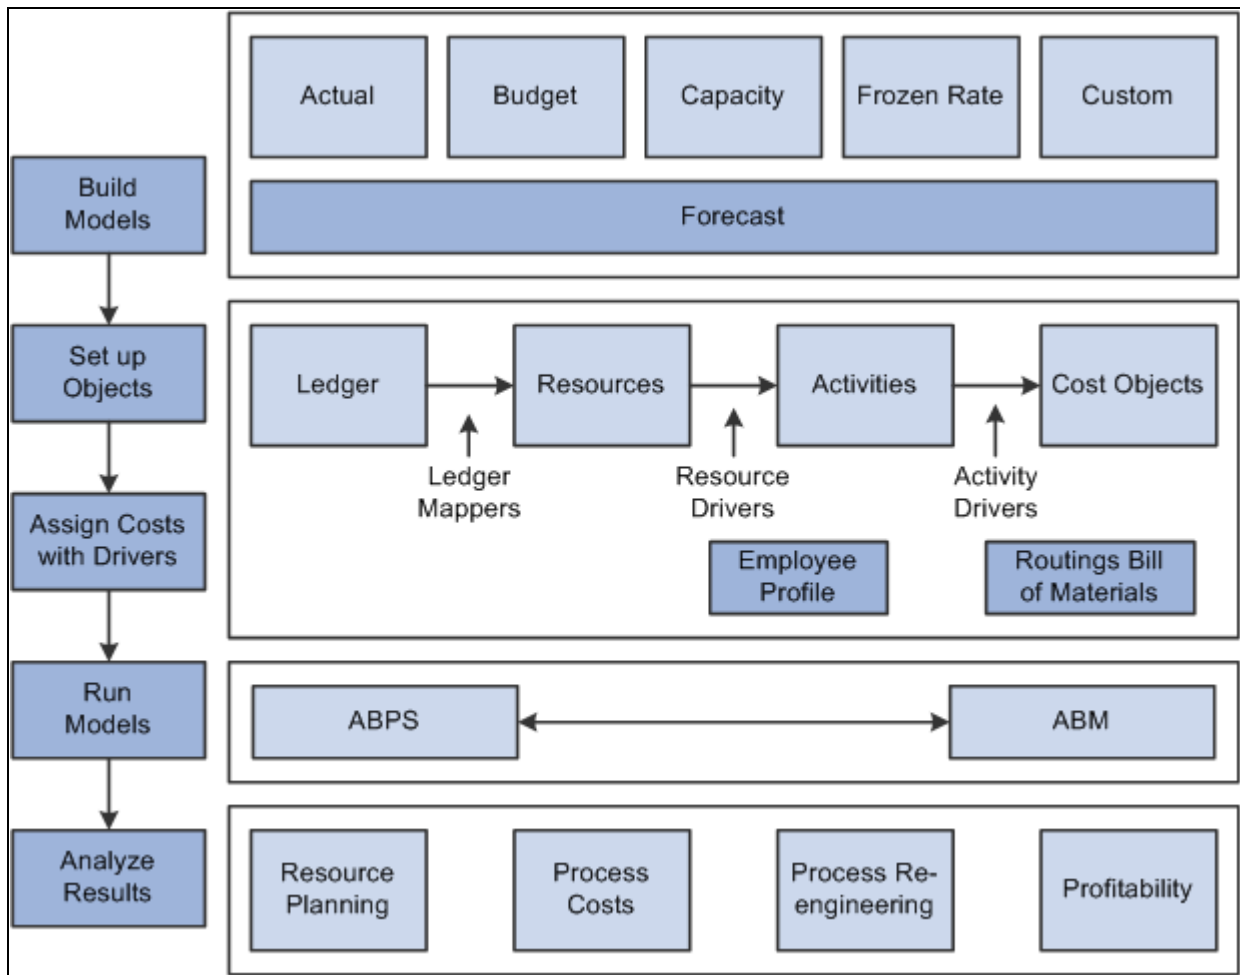 Actual
Budget
Capacity
Frozen Rate
Custom
Build
Models
Forecast
Set up
Objects
Ledger
Resources
Activities
Cost Objects
Ledger
Mappers
Resource
Drivers
Activity
Drivers
Assign Costs
with Drivers
Employee
Profile
Routings Bill
of Materials
Run
Models
ABPS
ABM
Analyze
Results
Resource
Planning
Process
Costs
Process Re-
engineering
Profitability